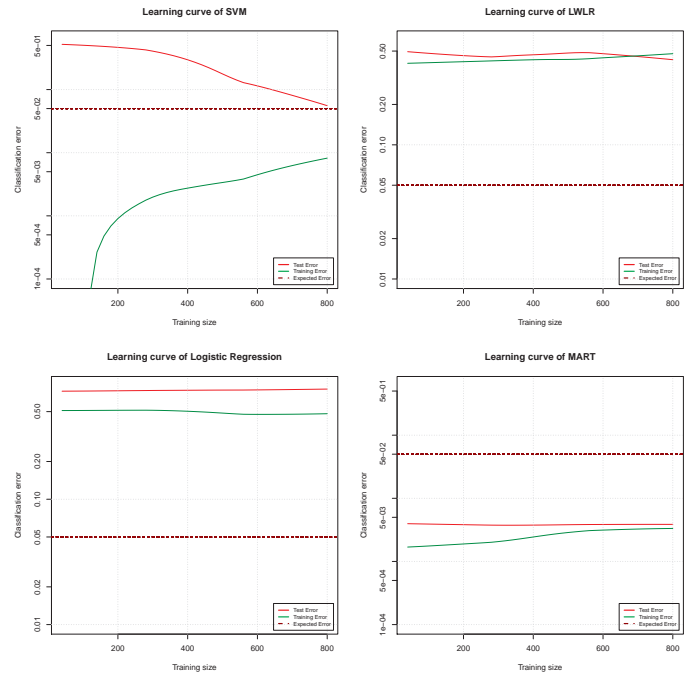 Learning curve of SVM
Classification error
5e−01
5e−02
5e−03
5e−04
1e−04
Test Error
Training Error
Expected Error
200
400
600
800
Training size
Learning curve of LWLR
Classification error
0.50
0.20
0.10
0.05
0.02
0.01
Test Error
Training Error
Expected Error
200
400
600
800
Training size
Learning curve of Logistic Regression
Classification error
0.50
0.20
0.10
0.05
0.02
0.01
Test Error
Training Error
Expected Error
200
400
600
800
Training size
Learning curve of MART
Classification error
5e−01
5e−02
5e−03
5e−04
1e−04
Test Error
Training Error
Expected Error
200
400
600
800
Training size